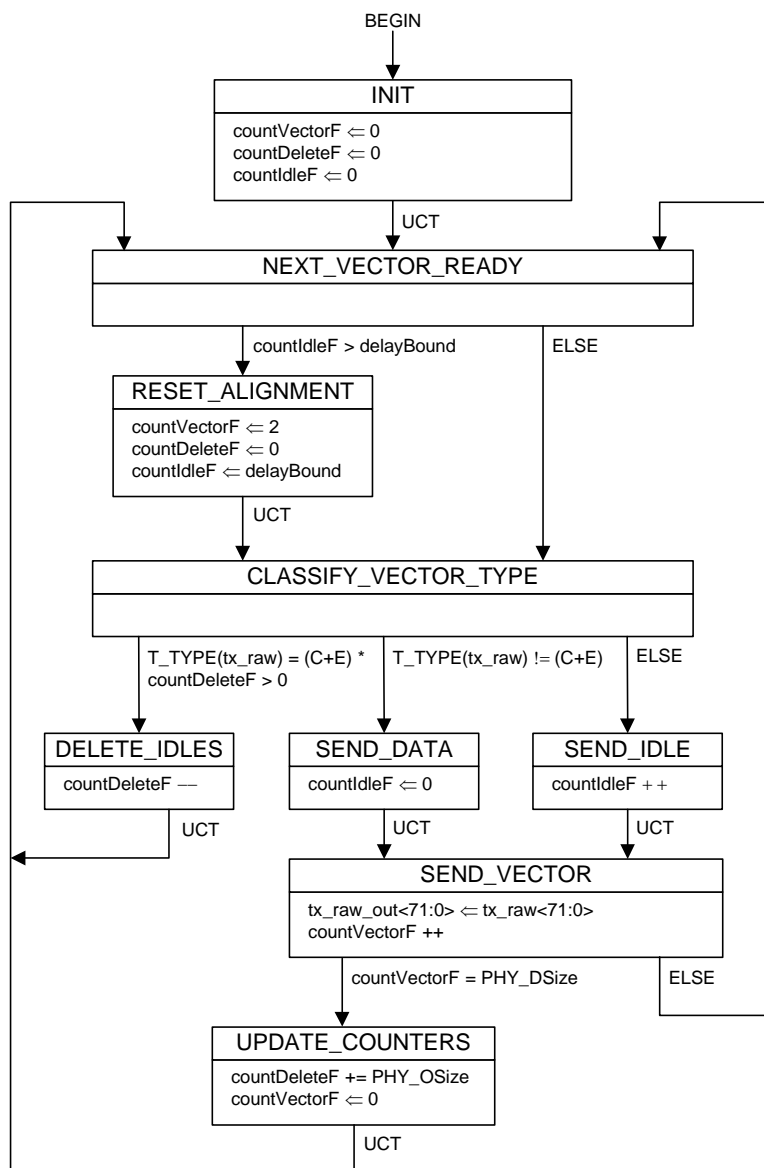 BEGIN
INIT
countVectorF ⇐ 0
countDeleteF ⇐ 0
countIdleF ⇐ 0
UCT
NEXT_VECTOR_READY
countIdleF > delayBound
ELSE
RESET_ALIGNMENT
countVectorF ⇐ 2
countDeleteF ⇐ 0
countIdleF ⇐ delayBound
UCT
CLASSIFY_VECTOR_TYPE
T_TYPE(tx_raw) = (C+E) *
countDeleteF > 0
T_TYPE(tx_raw) != (C+E)
ELSE
DELETE_IDLES
countDeleteF −−
UCT
SEND_DATA
countIdleF ⇐ 0
UCT
SEND_IDLE
countIdleF + +
UCT
SEND_VECTOR
tx_raw_out<71:0> ⇐ tx_raw<71:0>
countVectorF ++
countVectorF = PHY_DSize
ELSE
UPDATE_COUNTERS
countDeleteF += PHY_OSize
countVectorF ⇐ 0
UCT